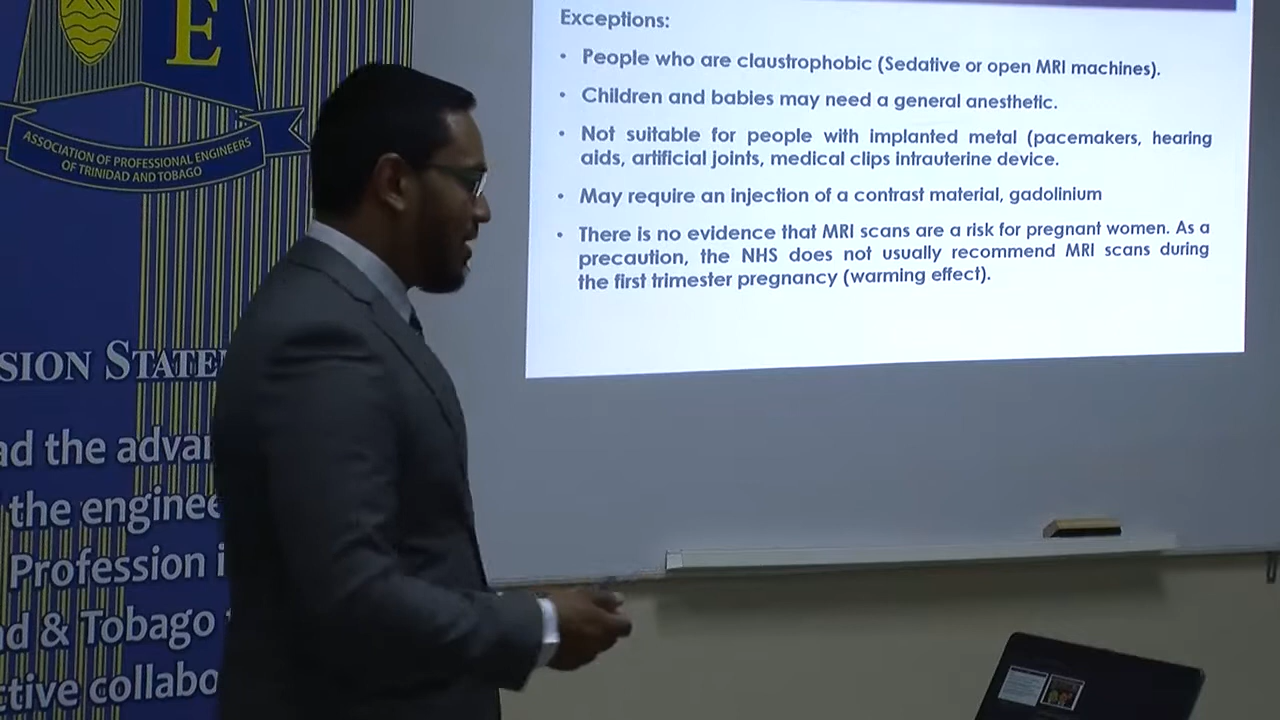 E
ASSOCIATION OF PROFESSIONAL ENGINEERS
OF TRINIDAD AND TOBAGO
SION STATE
ad the advan
the enginee
Profession i
ad & Tobago
ctive collabo
Exceptions:
• People who are claustrophobic (Sedative or open MRI machines).
• Children and babies may need a general anesthetic.
• Not suitable for people with implanted metal (pacemakers, hearing
aids, artificial joints, medical clips intrauterine device.
• May require an injection of a contrast material, gadolinium
• There is no evidence that MRI scans are a risk for pregnant women. As a
precaution, the NHS does not usually recommend MRI scans during
the first trimester pregnancy (warming effect).